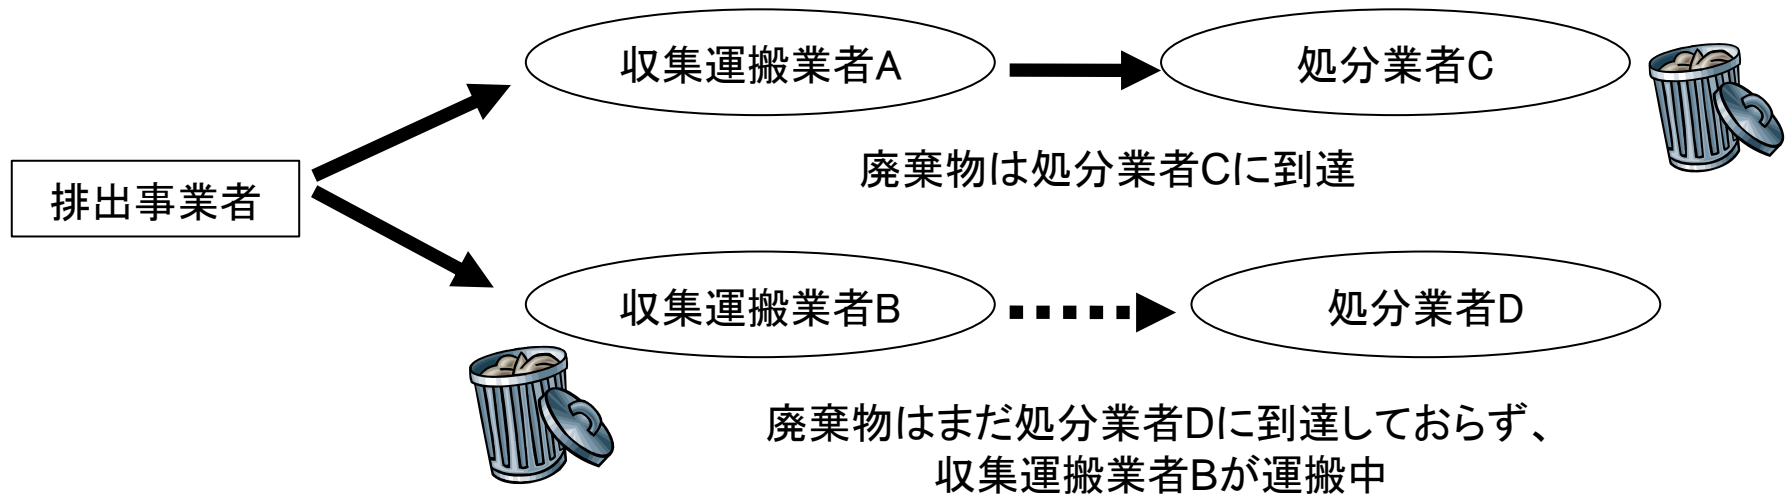 収集運搬業者A
処分業者C
廃棄物は処分業者Cに到達
排出事業者
収集運搬業者B
処分業者D
廃棄物はまだ処分業者Dに到達しておらず、
収集運搬業者Bが運搬中